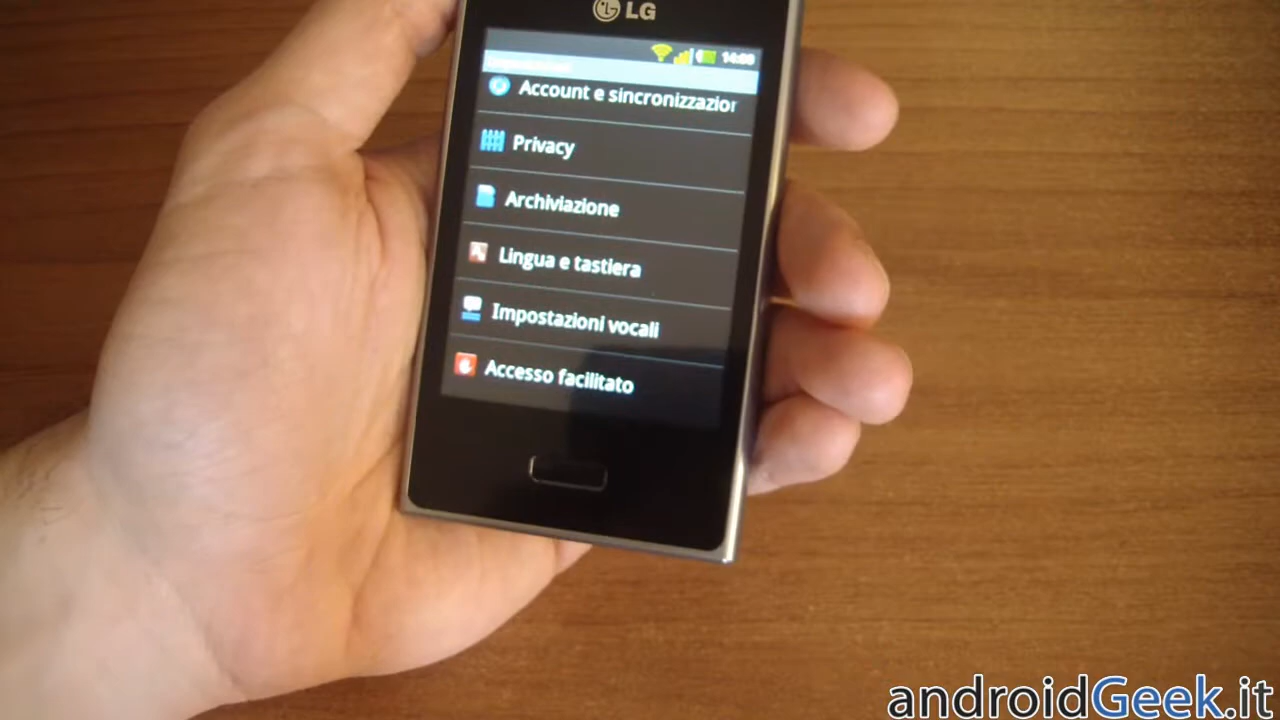 LG
14:00
Account e sincronizzazior
Privacy
Archiviazione
Lingua e tastiera
Impostazioni vocali
Accesso facilitato
androidGeek.it